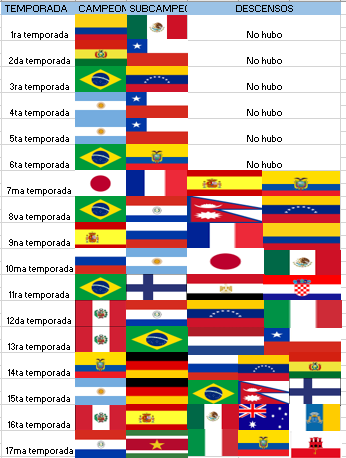 TEMPORADA CAMPEON SUBCAMPEO DESCENSOS
1ra temporada No hubo
2da temporada No hubo
3ra temporada No hubo
4ta temporada No hubo
5ta temporada No hubo
6ta temporada No hubo
7ma temporada
8va temporada
9na temporada
10ma temporada
11ra temporada
12da temporada
13ra temporada
14ta temporada
15ta temporada
16ta temporada
17ma temporada